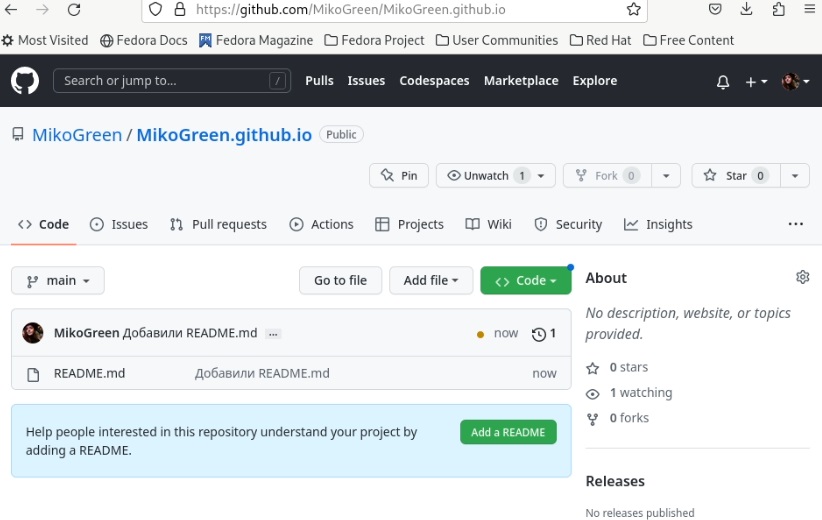 https://github.com/MikoGreen/MikoGreen.github.io
Most Visited Fedora Docs Fedora Magazine Fedora Project User Communities Red Hat Free Content
Search or jump to... / Pulls Issues Codespaces Marketplace Explore
MikoGreen / MikoGreen.github.io Public
Pin Unwatch 1 Fork 0 Star 0
Code Issues Pull requests Actions Projects Wiki Security Insights
main Go to file Add file Code
MikoGreen Добавили README.md ... now 1
README.md Добавили README.md now
Help people interested in this repository understand your project by
adding a README.
Add a README
About
No description, website, or topics
provided.
0 stars
1 watching
0 forks
Releases
No releases published